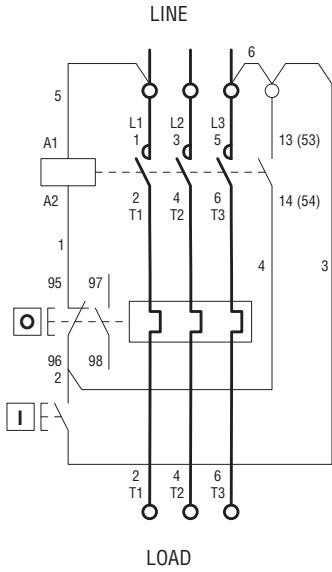 LINE
6
5
L1 L2 L3
A1 1 3 5 13 (53)
A2 2 4 6 14 (54)
T1 T2 T3
1 4 3
95 97
O
96 98
2
I
2 4 6
T1 T2 T3
LOAD